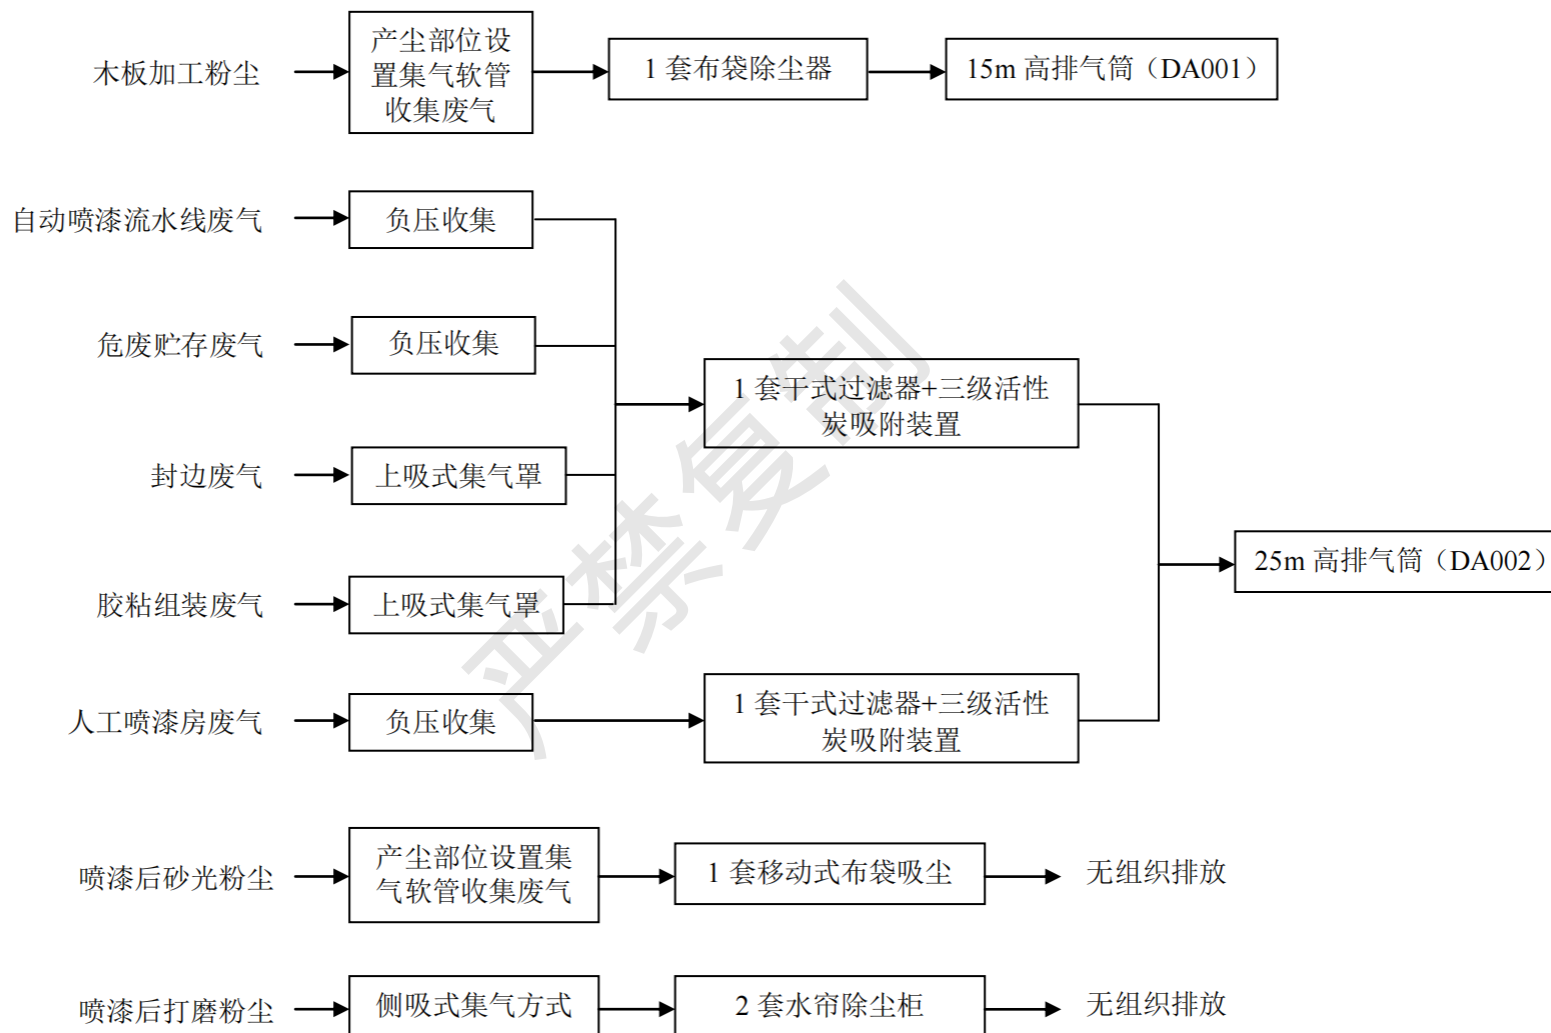 木板加工粉尘
产尘部位设
置集气软管
收集废气
1 套布袋除尘器
15m 高排气筒（DA001）
自动喷漆流水线废气
负压收集
危废贮存废气
负压收集
1 套干式过滤器+三级活性
炭吸附装置
封边废气
上吸式集气罩
25m 高排气筒（DA002）
胶粘组装废气
上吸式集气罩
人工喷漆房废气
负压收集
1 套干式过滤器+三级活性
炭吸附装置
喷漆后砂光粉尘
产尘部位设置集
气软管收集废气
1 套移动式布袋吸尘
无组织排放
喷漆后打磨粉尘
侧吸式集气方式
2 套水帘除尘柜
无组织排放
严禁复制